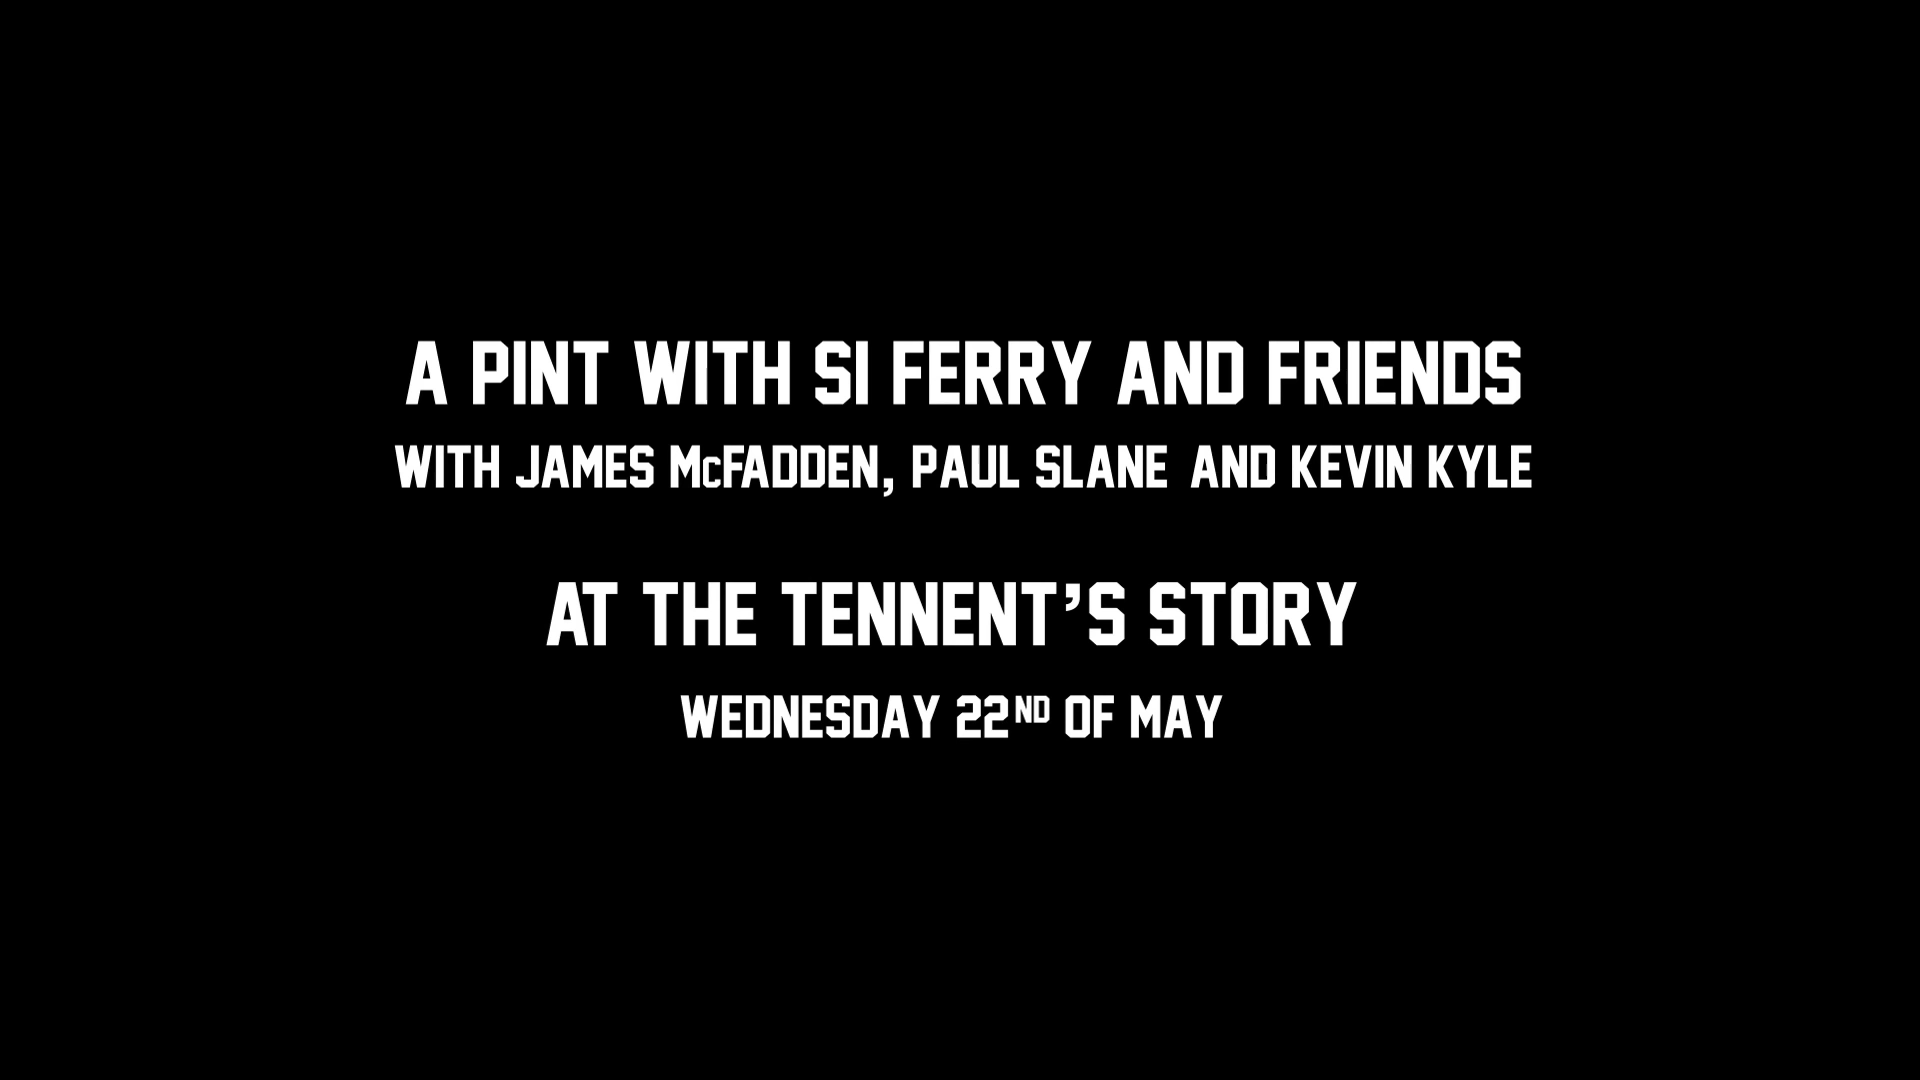 A PINT WITH SI FERRY AND FRIENDS
WITH JAMES McFADDEN, PAUL SLANE AND KEVIN KYLE
AT THE TENNENT’S STORY
WEDNESDAY 22ND OF MAY